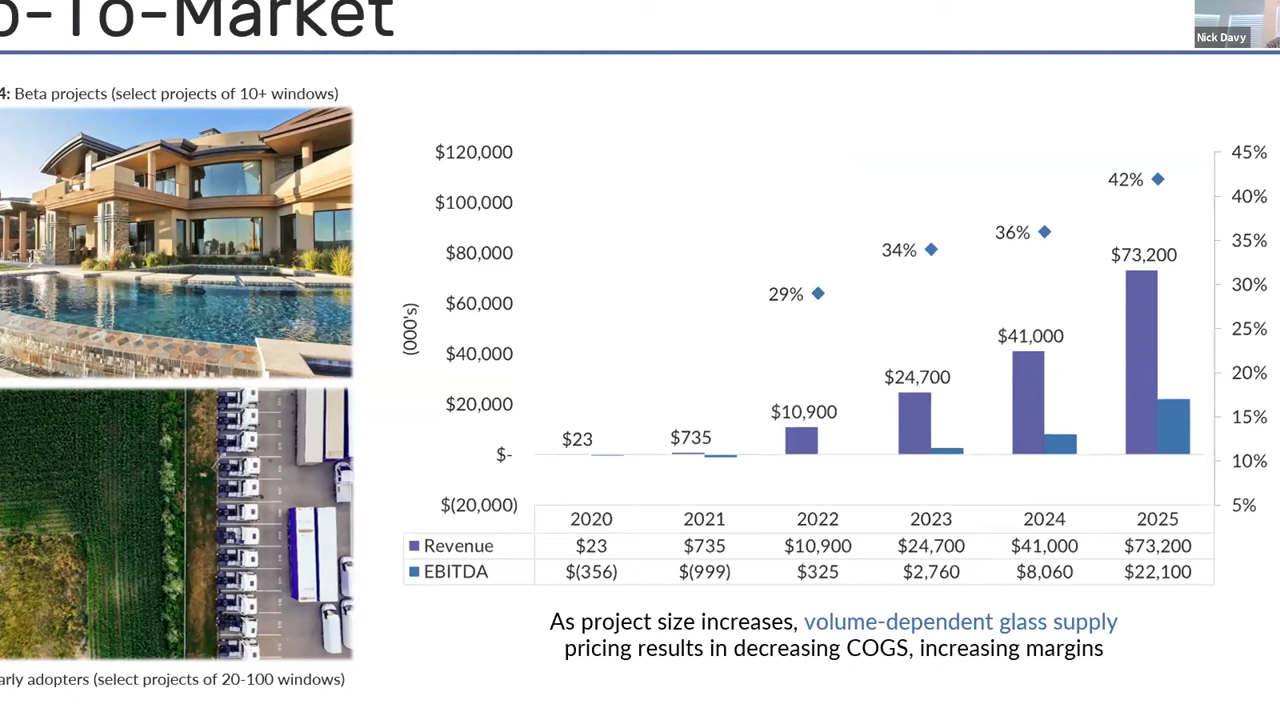 o-To-Market
Nick Davy
4: Beta projects (select projects of 10+ windows)
arly adopters (select projects of 20-100 windows)
(000's)
$120,000
$100,000
$80,000
$60,000
$40,000
$20,000
$-
$(20,000)
45%
40%
35%
30%
25%
20%
15%
10%
5%
29%
34%
36%
42%
$23
$735
$10,900
$24,700
$41,000
$73,200
2020 2021 2022 2023 2024 2025
Revenue $23 $735 $10,900 $24,700 $41,000 $73,200
EBITDA $(356) $(999) $325 $2,760 $8,060 $22,100
As project size increases, volume-dependent glass supply
pricing results in decreasing COGS, increasing margins